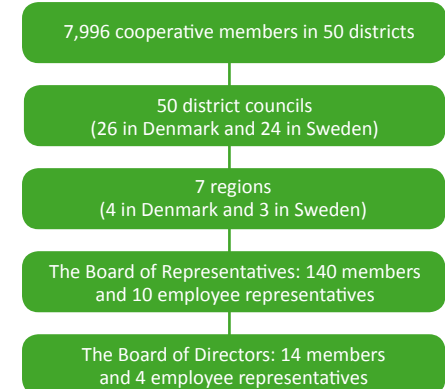 7,996 cooperative members in 50 districts
50 district councils
(26 in Denmark and 24 in Sweden)
7 regions
(4 in Denmark and 3 in Sweden)
The Board of Representatives: 140 members
and 10 employee representatives
The Board of Directors: 14 members
and 4 employee representatives